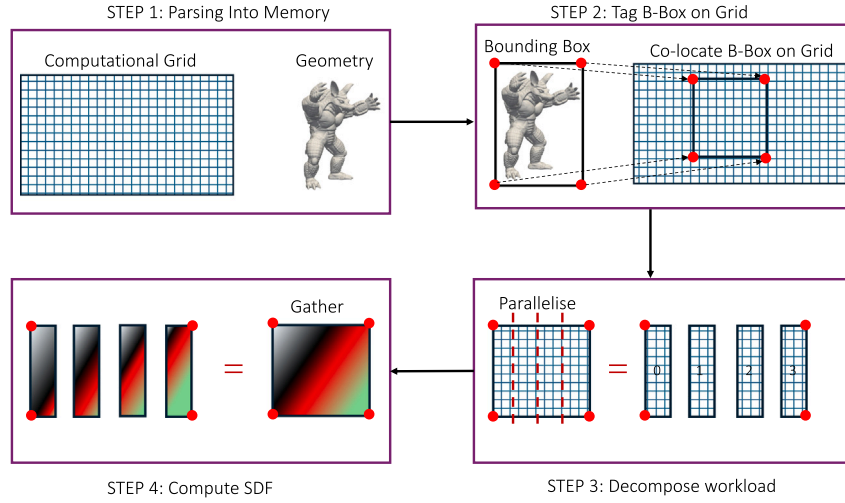 STEP 1: Parsing Into Memory
Computational Grid
Geometry
STEP 2: Tag B-Box on Grid
Bounding Box
Co-locate B-Box on Grid
Gather
=
STEP 4: Compute SDF
Parallelise
=
0
1
2
3
STEP 3: Decompose workload